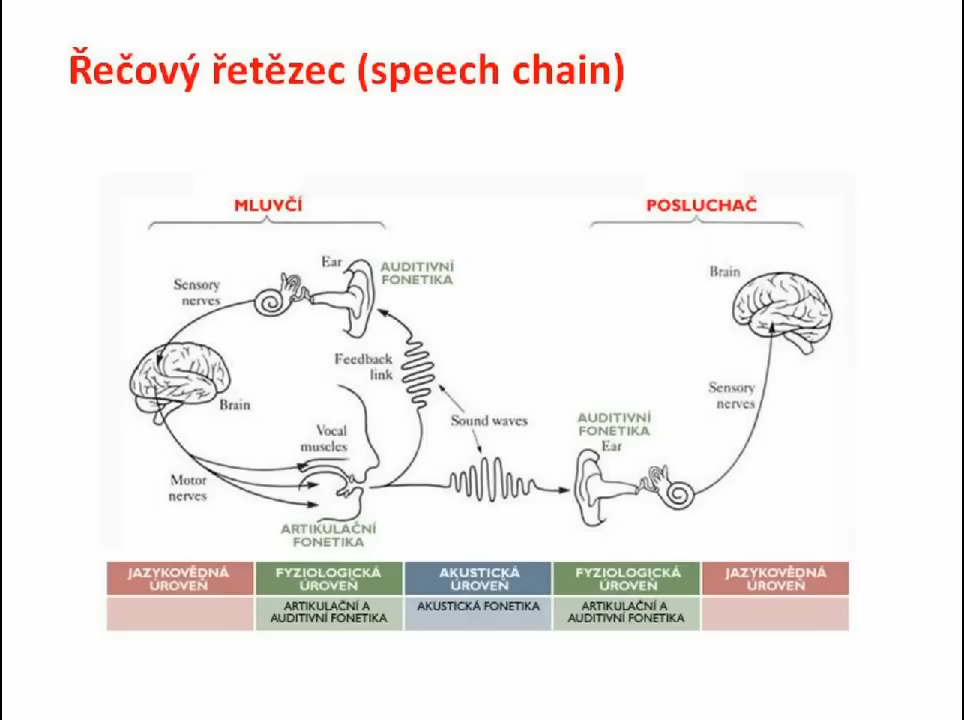 Řečový řetězec (speech chain)
MLUVČÍ
POSLUCHAČ
Ear
AUDITIVNÍ
FONETIKA
Sensory
nerves
Brain
Feedback
link
Brain
Vocal
muscles
Sound waves
Sensory
nerves
AUDITIVNÍ
FONETIKA
Ear
Motor
nerves
ARTIKULAČNÍ
FONETIKA
JAZYKOVĚDNÁ
ÚROVEŇ
FYZIOLOGICKÁ
ÚROVEŇ
AKUSTICKÁ
ÚROVEŇ
FYZIOLOGICKÁ
ÚROVEŇ
JAZYKOVĚDNÁ
ÚROVEŇ
ARTIKULAČNÍ A
AUDITIVNÍ FONETIKA
AKUSTICKÁ FONETIKA
ARTIKULAČNÍ A
AUDITIVNÍ FONETIKA